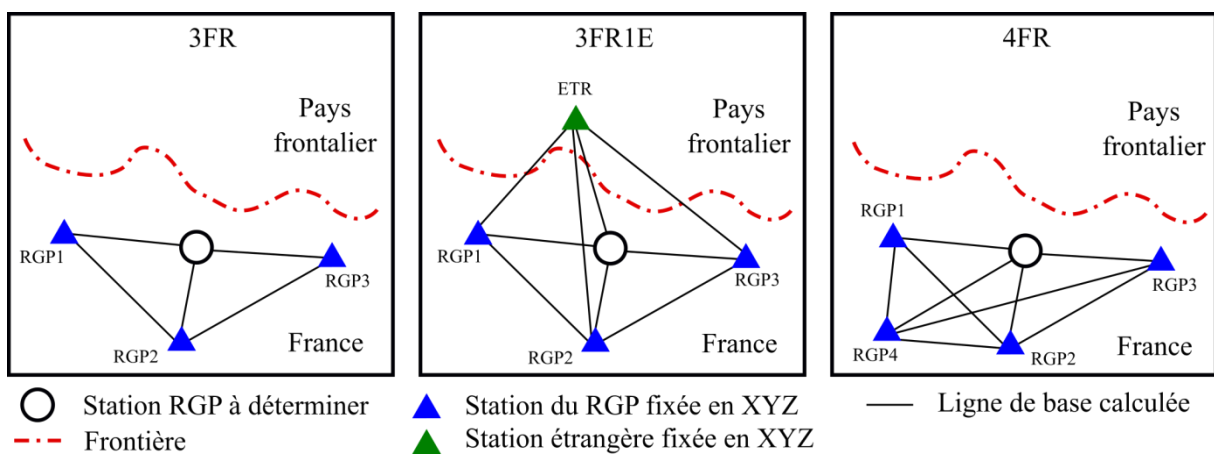 3FR
Pays
frontalier
RGP1
RGP3
RGP2
France
3FR1E
ETR
Pays
frontalier
RGP1
RGP3
RGP2
France
4FR
Pays
frontalier
RGP1
RGP3
RGP4
RGP2
France
Station RGP à déterminer
Frontière
Station du RGP fixée en XYZ
Station étrangère fixée en XYZ
Ligne de base calculée